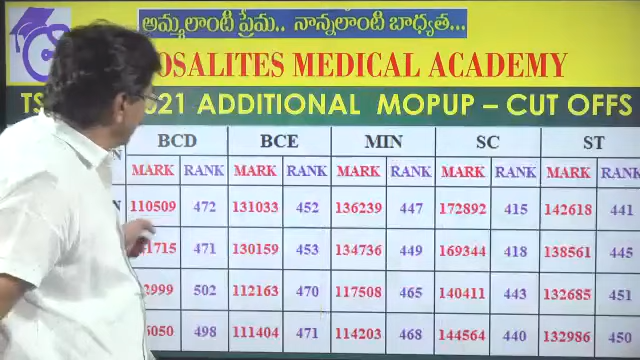 అమ్మలాంటి ప్రేమ.. నాన్నలాంటి బాధ్యత...
OSALITES MEDICAL ACADEMY
TS 21 ADDITIONAL MOPUP – CUT OFFS
N BCD BCE MIN SC ST
MARK RANK MARK RANK MARK RANK MARK RANK MARK RANK
N 110509 472 131033 452 136239 447 172892 415 142618 441
1715 471 130159 453 134736 449 169344 418 138561 445
2999 502 112163 470 117508 465 140411 443 132685 451
5050 498 111404 471 114203 468 144564 440 132986 450